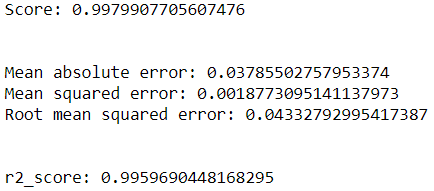 Score: 0.9979907705607476
Mean absolute error: 0.03785502757953374
Mean squared error: 0.0018773095141137973
Root mean squared error: 0.04332792995417387
r2_score: 0.9959690448168295